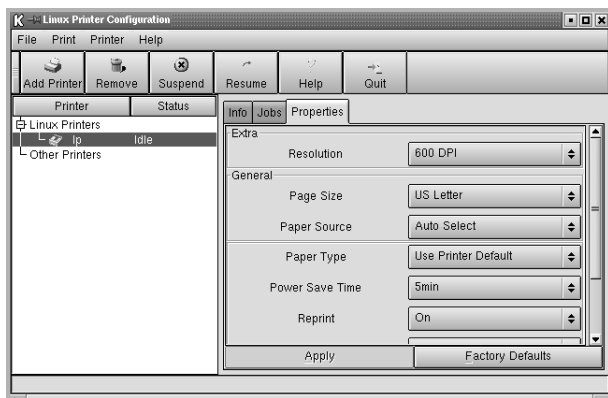 Linux Printer Configuration
File Print Printer Help
Add Printer Remove Suspend Resume Help Quit
Printer Status
Linux Printers
lp Idle
Other Printers
Info Jobs Properties
Extra
Resolution 600 DPI
General
Page Size US Letter
Paper Source Auto Select
Paper Type Use Printer Default
Power Save Time 5min
Reprint On
Apply Factory Defaults